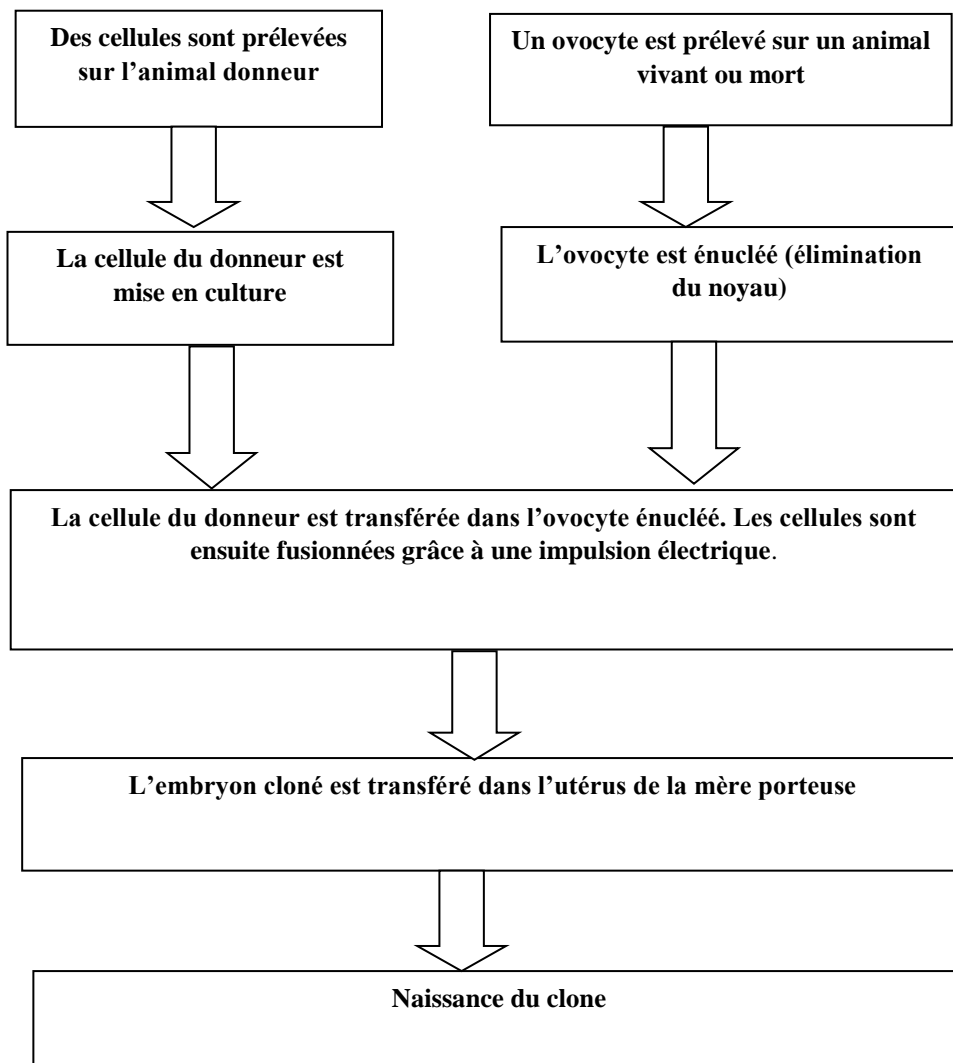 Des cellules sont prélevées
sur l’animal donneur
Un ovocyte est prélevé sur un animal
vivant ou mort
La cellule du donneur est
mise en culture
L’ovocyte est énucléé (élimination
du noyau)
La cellule du donneur est transférée dans l’ovocyte énucléé. Les cellules sont
ensuite fusionnées grâce à une impulsion électrique.
L’embryon cloné est transféré dans l’utérus de la mère porteuse
Naissance du clone